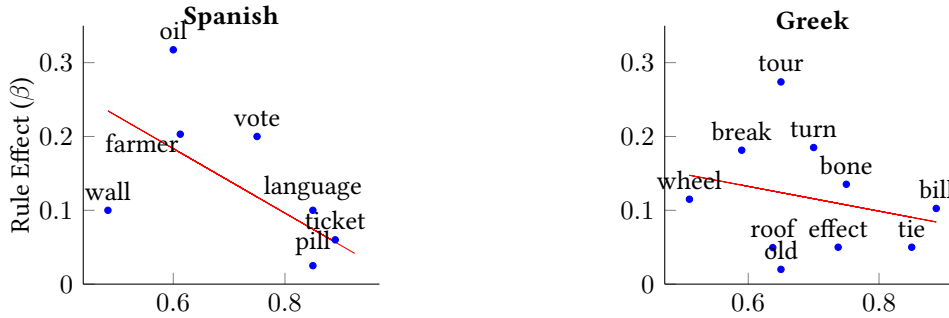 Spanish
Rule Effect (β)
0.3
0.2
0.1
0
0.6
0.8
oil
vote
farmer
wall
language
ticket
pill
Greek
0.3
0.2
0.1
0
0.6
0.8
tour
break
turn
bone
wheel
bill
roof
effect
tie
old